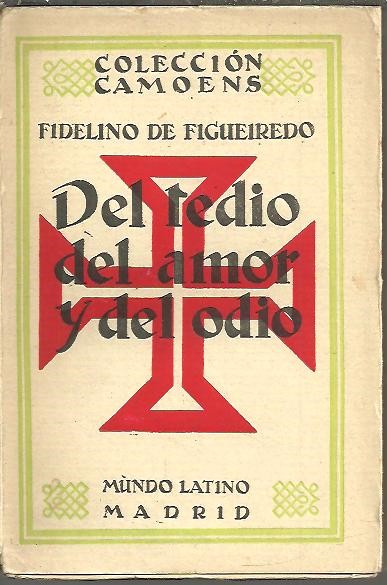 COLECCIÓN
CAMOENS
FIDELINO DE FIGUEIREDO
Del tedio
del amor
y del odio
MÙNDO LATINO
MADRID